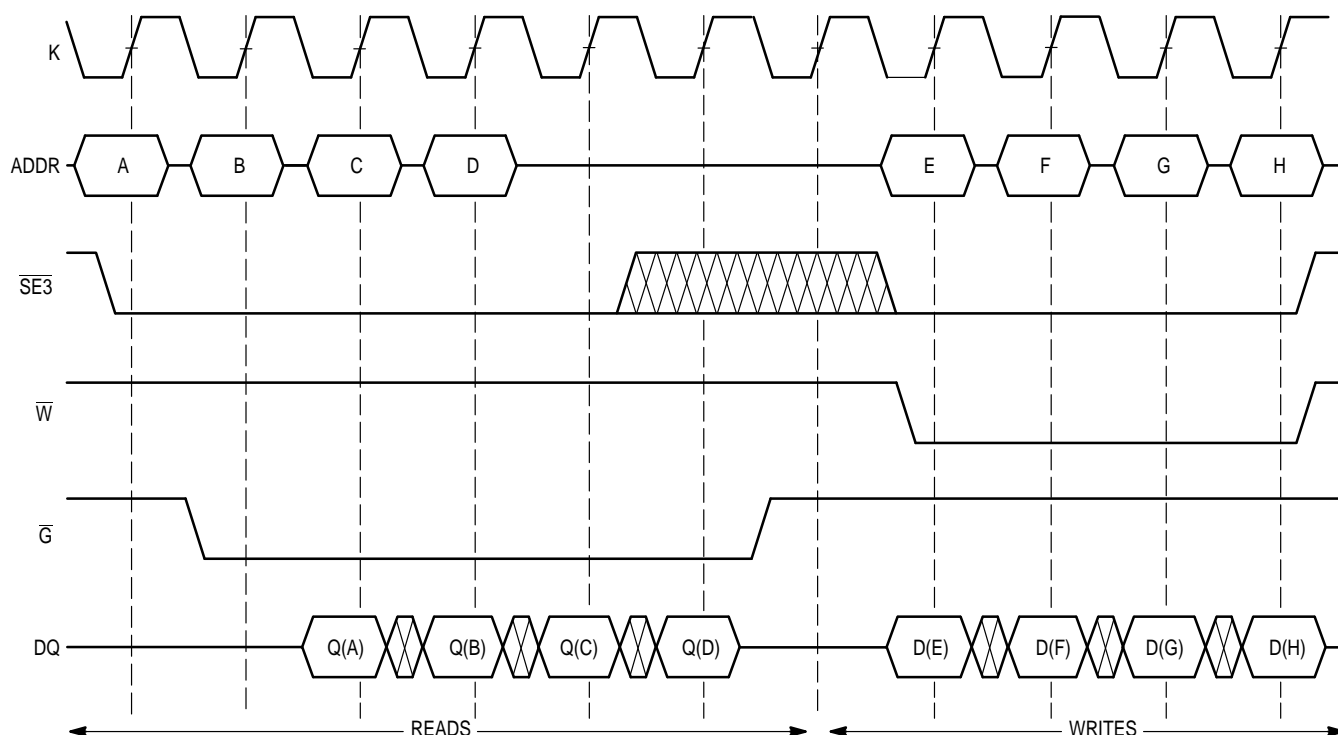 K
ADDR A B C D E F G H
SE3
W
G
DQ Q(A) Q(B) Q(C) Q(D) D(E) D(F) D(G) D(H)
READS WRITES